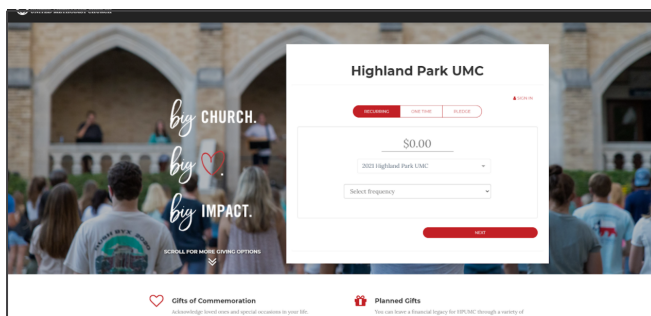 Highland Park UMC
SIGN IN
RECURRING ONE TIME PLEDGE
$0.00
2021 Highland Park UMC
Select frequency
NEXT
big CHURCH.
big
big IMPACT.
SCROLL FOR MORE GIVING OPTIONS
Gifts of Commemoration
Acknowledge loved ones and special occasions in your life.
Planned Gifts
You can leave a financial legacy for HPUMC through a variety of